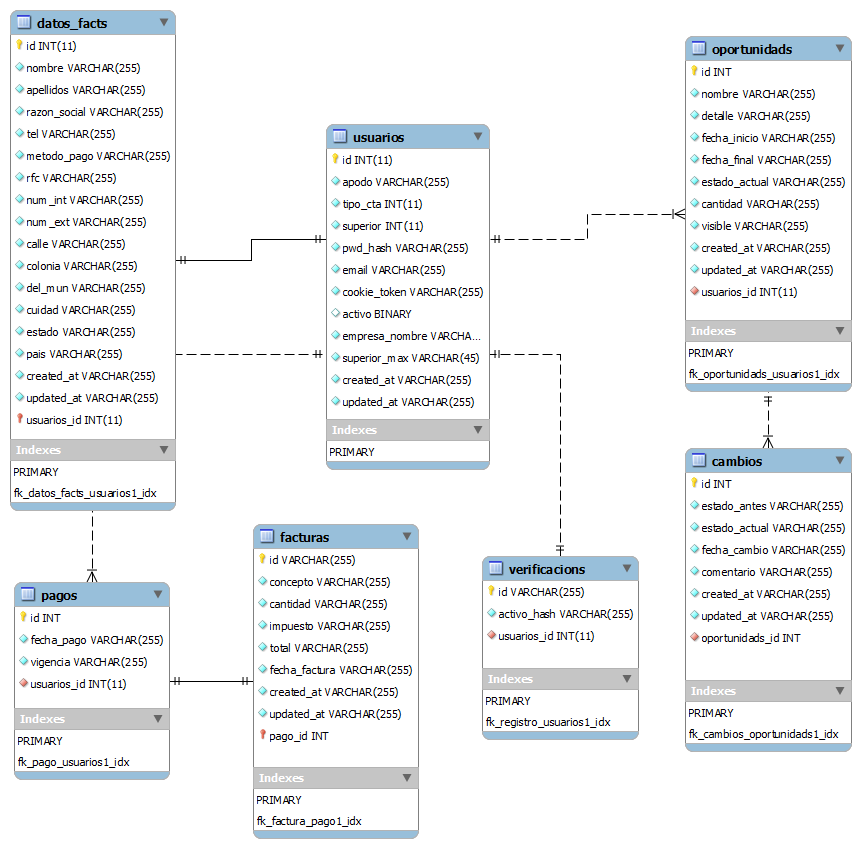 datos_facts
id INT(11)
nombre VARCHAR(255)
apellidos VARCHAR(255)
razon_social VARCHAR(255)
tel VARCHAR(255)
metodo_pago VARCHAR(255)
rfc VARCHAR(255)
num_int VARCHAR(255)
num_ext VARCHAR(255)
calle VARCHAR(255)
colonia VARCHAR(255)
del_mun VARCHAR(255)
cuidad VARCHAR(255)
estado VARCHAR(255)
pais VARCHAR(255)
created_at VARCHAR(255)
updated_at VARCHAR(255)
usuarios_id INT(11)
Indexes
PRIMARY
fk_datos_facts_usuarios1_idx
usuarios
id INT(11)
apodo VARCHAR(255)
tipo_cta INT(11)
superior INT(11)
pwd_hash VARCHAR(255)
email VARCHAR(255)
cookie_token VARCHAR(255)
activo BINARY
empresa_nombre VARCHA...
superior_max VARCHAR(45)
created_at VARCHAR(255)
updated_at VARCHAR(255)
Indexes
PRIMARY
oportunidads
id INT
nombre VARCHAR(255)
detalle VARCHAR(255)
fecha_inicio VARCHAR(255)
fecha_final VARCHAR(255)
estado_actual VARCHAR(255)
cantidad VARCHAR(255)
visible VARCHAR(255)
created_at VARCHAR(255)
updated_at VARCHAR(255)
usuarios_id INT(11)
Indexes
PRIMARY
fk_oportunidads_usuarios1_idx
pagos
id INT
fecha_pago VARCHAR(255)
vigencia VARCHAR(255)
usuarios_id INT(11)
Indexes
PRIMARY
fk_pago_usuarios1_idx
facturas
id VARCHAR(255)
concepto VARCHAR(255)
cantidad VARCHAR(255)
impuesto VARCHAR(255)
total VARCHAR(255)
fecha_factura VARCHAR(255)
created_at VARCHAR(255)
updated_at VARCHAR(255)
pago_id INT
Indexes
PRIMARY
fk_factura_pago1_idx
verificacions
id VARCHAR(255)
activo_hash VARCHAR(255)
usuarios_id INT(11)
Indexes
PRIMARY
fk_registro_usuarios1_idx
cambios
id INT
estado_antes VARCHAR(255)
estado_actual VARCHAR(255)
fecha_cambio VARCHAR(255)
comentario VARCHAR(255)
created_at VARCHAR(255)
updated_at VARCHAR(255)
oportunidads_id INT
Indexes
PRIMARY
fk_cambios_oportunidads1_idx